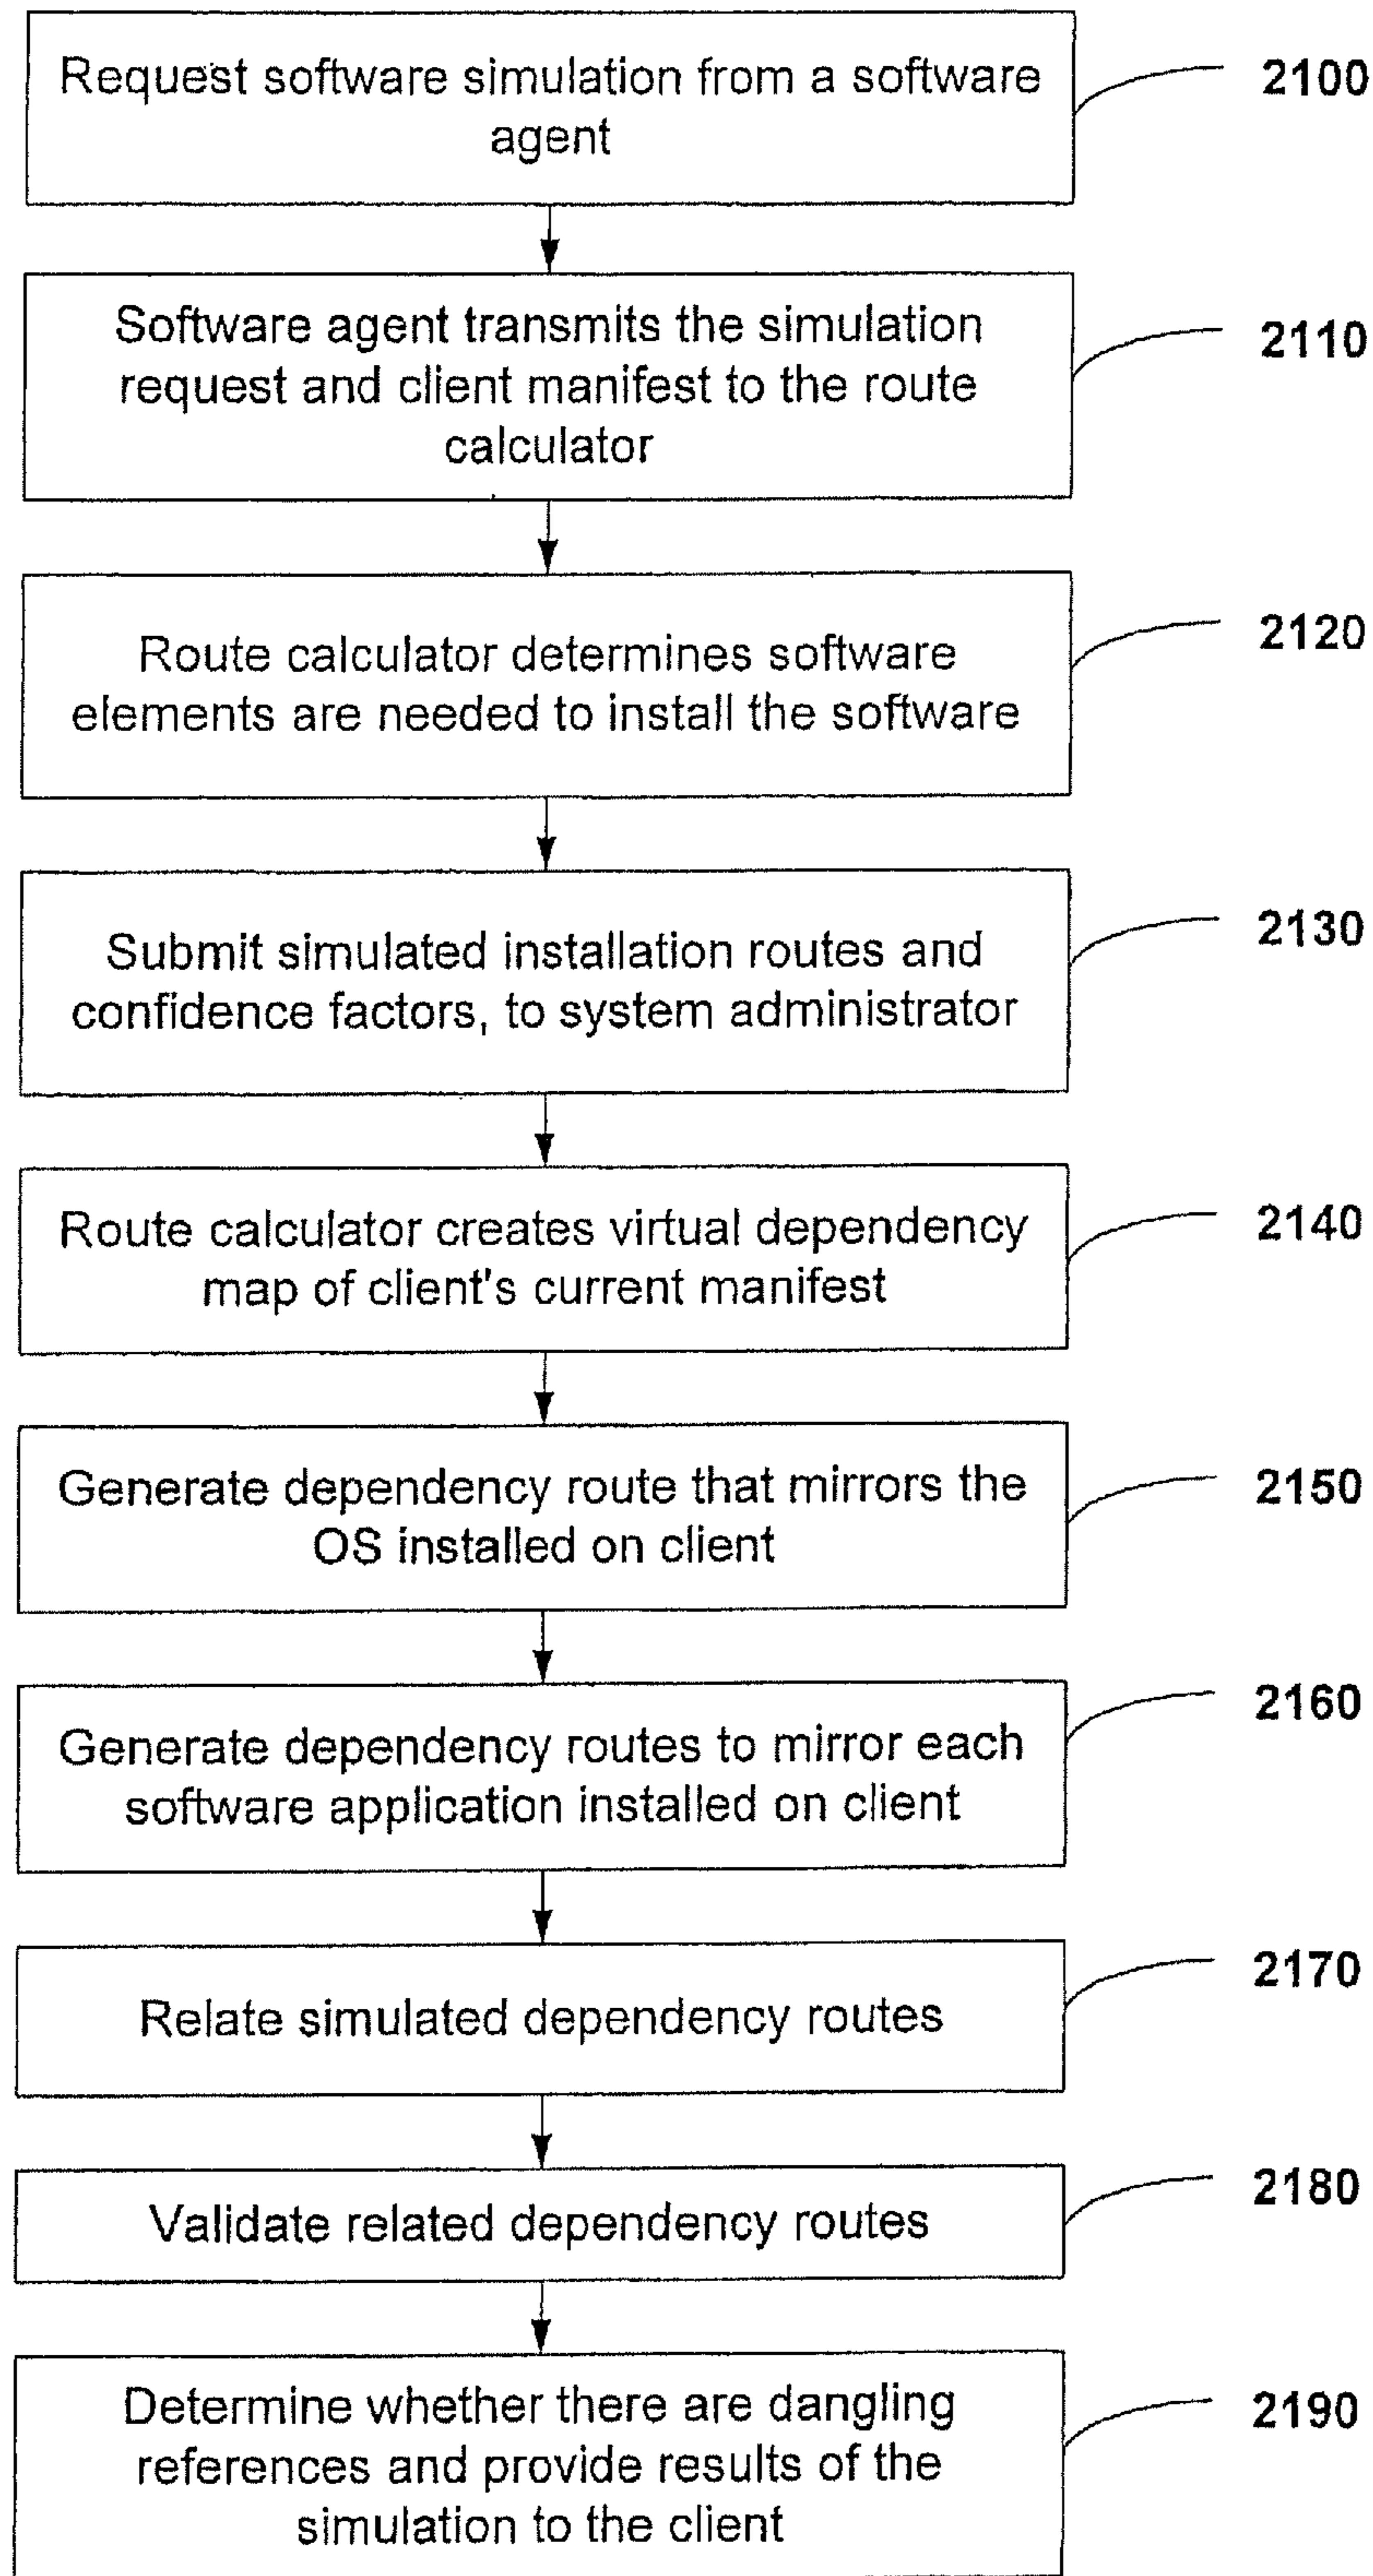 Request software simulation from a software
agent
2100
Software agent transmits the simulation
request and client manifest to the route
calculator
2110
Route calculator determines software
elements are needed to install the software
2120
Submit simulated installation routes and
confidence factors, to system administrator
2130
Route calculator creates virtual dependency
map of client's current manifest
2140
Generate dependency route that mirrors the
OS installed on client
2150
Generate dependency routes to mirror each
software application installed on client
2160
Relate simulated dependency routes
2170
Validate related dependency routes
2180
Determine whether there are dangling
references and provide results of the
simulation to the client
2190